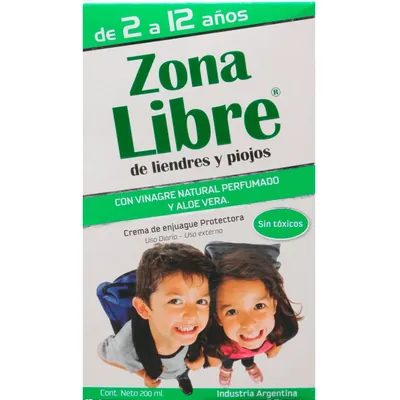 de 2 a 12 años
Zona
Libre®
de liendres y piojos
CON VINAGRE NATURAL PERFUMADO
Y ALOE VERA.
Crema de enjuague Protectora
Uso Diario - Uso externo
Sin tóxicos
Cont. Neto 200 ml
Industria Argentina